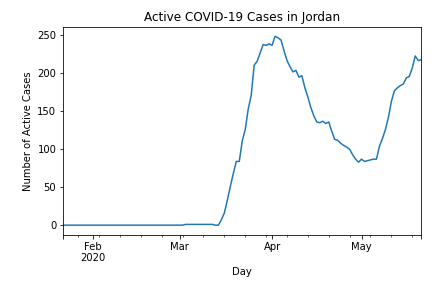 Active COVID-19 Cases in Jordan
Number of Active Cases
250
200
150
100
50
0
Feb Mar Apr May
2020
Day